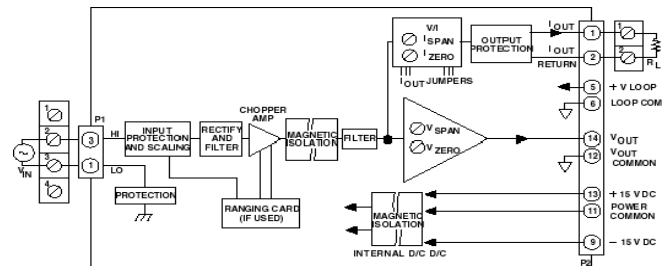 V/I
I SPAN
I ZERO
I OUT
JUMPERS
OUTPUT
PROTECTION
I OUT
I OUT
RETURN
1
2
1
2
R L
5
+ V LOOP
6
LOOP COM
1
2
3
4
V IN
P1
3
1
HI
LO
INPUT
PROTECTION
AND SCALING
RECTIFY
AND
FILTER
CHOPPER
AMP
MAGNETIC
ISOLATION
FILTER
V SPAN
V ZERO
14
V OUT
12
V OUT
COMMON
PROTECTION
RANGING CARD
(IF USED)
MAGNETIC
ISOLATION
INTERNAL D/C D/C
13
+ 15 V DC
11
POWER
COMMON
9
− 15 V DC
P2